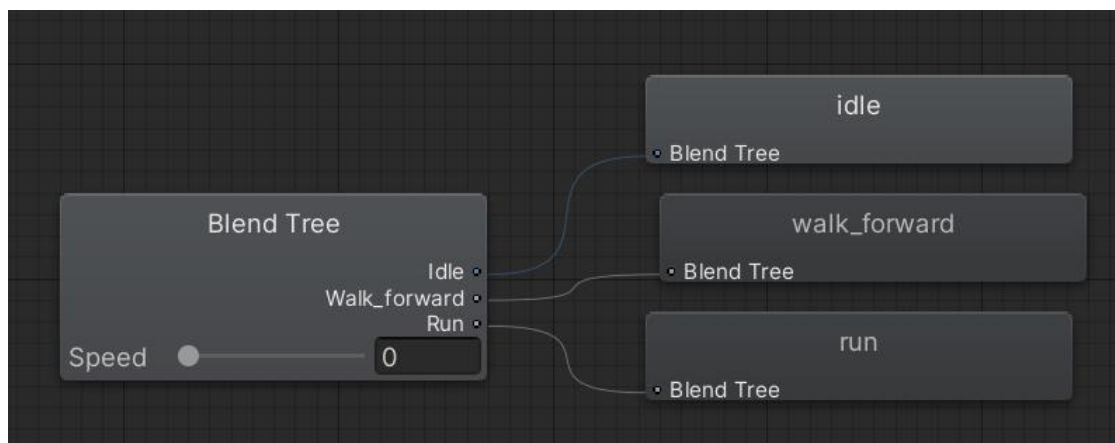 Blend Tree
Idle
Walk_forward
Run
Speed 0
idle
Blend Tree
walk_forward
Blend Tree
run
Blend Tree